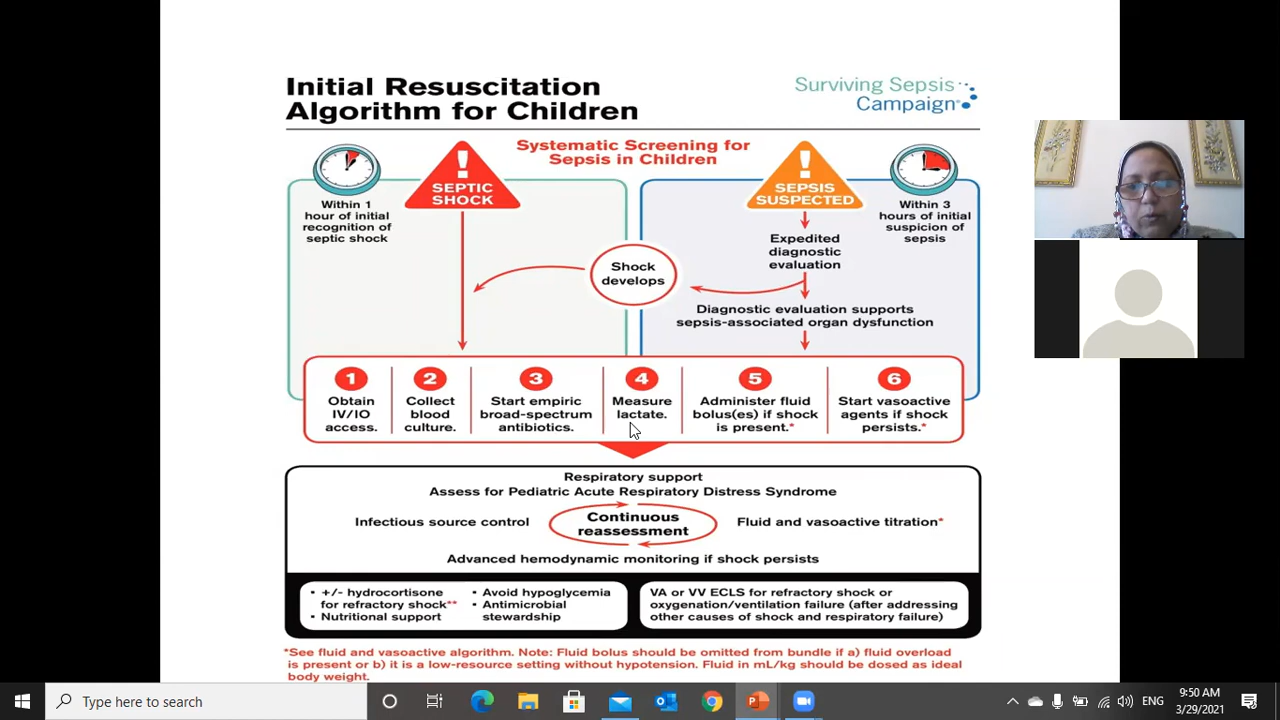 Initial Resuscitation
Algorithm for Children
Surviving Sepsis
Campaign
Systematic Screening for
Sepsis in Children
!
SEPTIC
SHOCK
!
SEPSIS
SUSPECTED
Within 1
hour of initial
recognition of
septic shock
Within 3
hours of initial
suspicion of
sepsis
Expedited
diagnostic
evaluation
Shock
develops
Diagnostic evaluation supports
sepsis-associated organ dysfunction
1
Obtain
IV/IO
access.
2
Collect
blood
culture.
3
Start empiric
broad-spectrum
antibiotics.
4
Measure
lactate.
5
Administer fluid
bolus(es) if shock
is present.*
6
Start vasoactive
agents if shock
persists.*
Respiratory support
Assess for Pediatric Acute Respiratory Distress Syndrome
Infectious source control
Continuous
reassessment
Fluid and vasoactive titration*
Advanced hemodynamic monitoring if shock persists
• +/- hydrocortisone
for refractory shock**
• Nutritional support
• Avoid hypoglycemia
• Antimicrobial
stewardship
VA or VV ECLS for refractory shock or
oxygenation/ventilation failure (after addressing
other causes of shock and respiratory failure)
*See fluid and vasoactive algorithm. Note: Fluid bolus should be omitted from bundle if a) fluid overload
is present or b) it is a low-resource setting without hypotension. Fluid in mL/kg should be dosed as ideal
body weight.
Type here to search
ENG
9:50 AM
3/29/2021